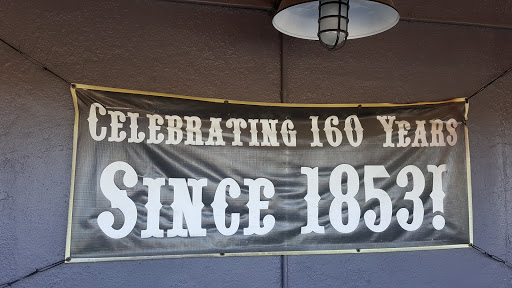 Celebrating 160 Years
Since 1853!